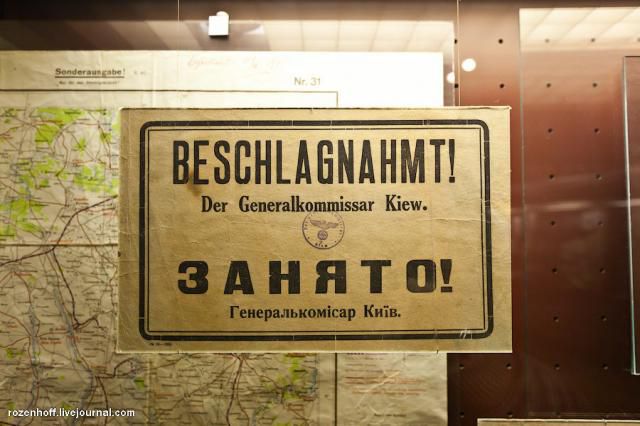 Sonderausgabe!
Nr. 31
BESCHLAGNAHMT!
Der Generalkommissar Kiew.
ЗАНЯТО!
Генералькомісар Київ.
rozenhoff.livejournal.com